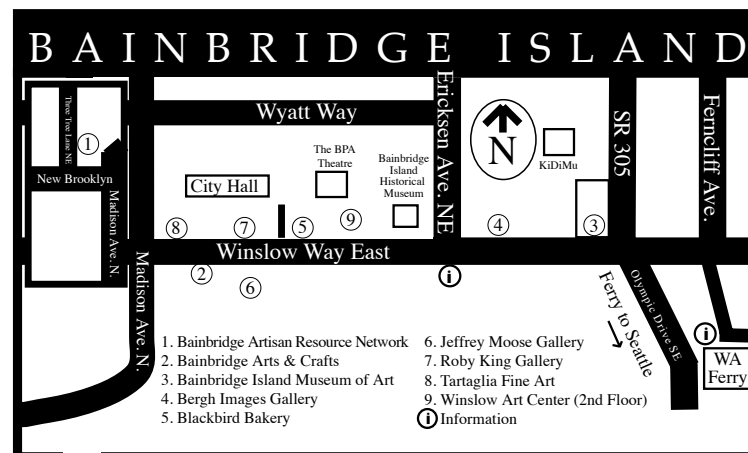 BAINBRIDGE ISLAND
Three Tree Lane NE
1
New Brooklyn
Madison Ave. N.
Madison Ave. N.
Wyatt Way
City Hall
The BPA
Theatre
Bainbridge
Island
Historical
Museum
Ericksen Ave. NE
N
KiDiMu
SR 305
Ferncliff Ave.
8
7
5
9
4
3
Winslow Way East
2
6
i
Ferry to Seattle
Olympic Drive SE
i
WA
Ferry
1. Bainbridge Artisan Resource Network
2. Bainbridge Arts & Crafts
3. Bainbridge Island Museum of Art
4. Bergh Images Gallery
5. Blackbird Bakery
6. Jeffrey Moose Gallery
7. Roby King Gallery
8. Tartaglia Fine Art
9. Winslow Art Center (2nd Floor)
i Information